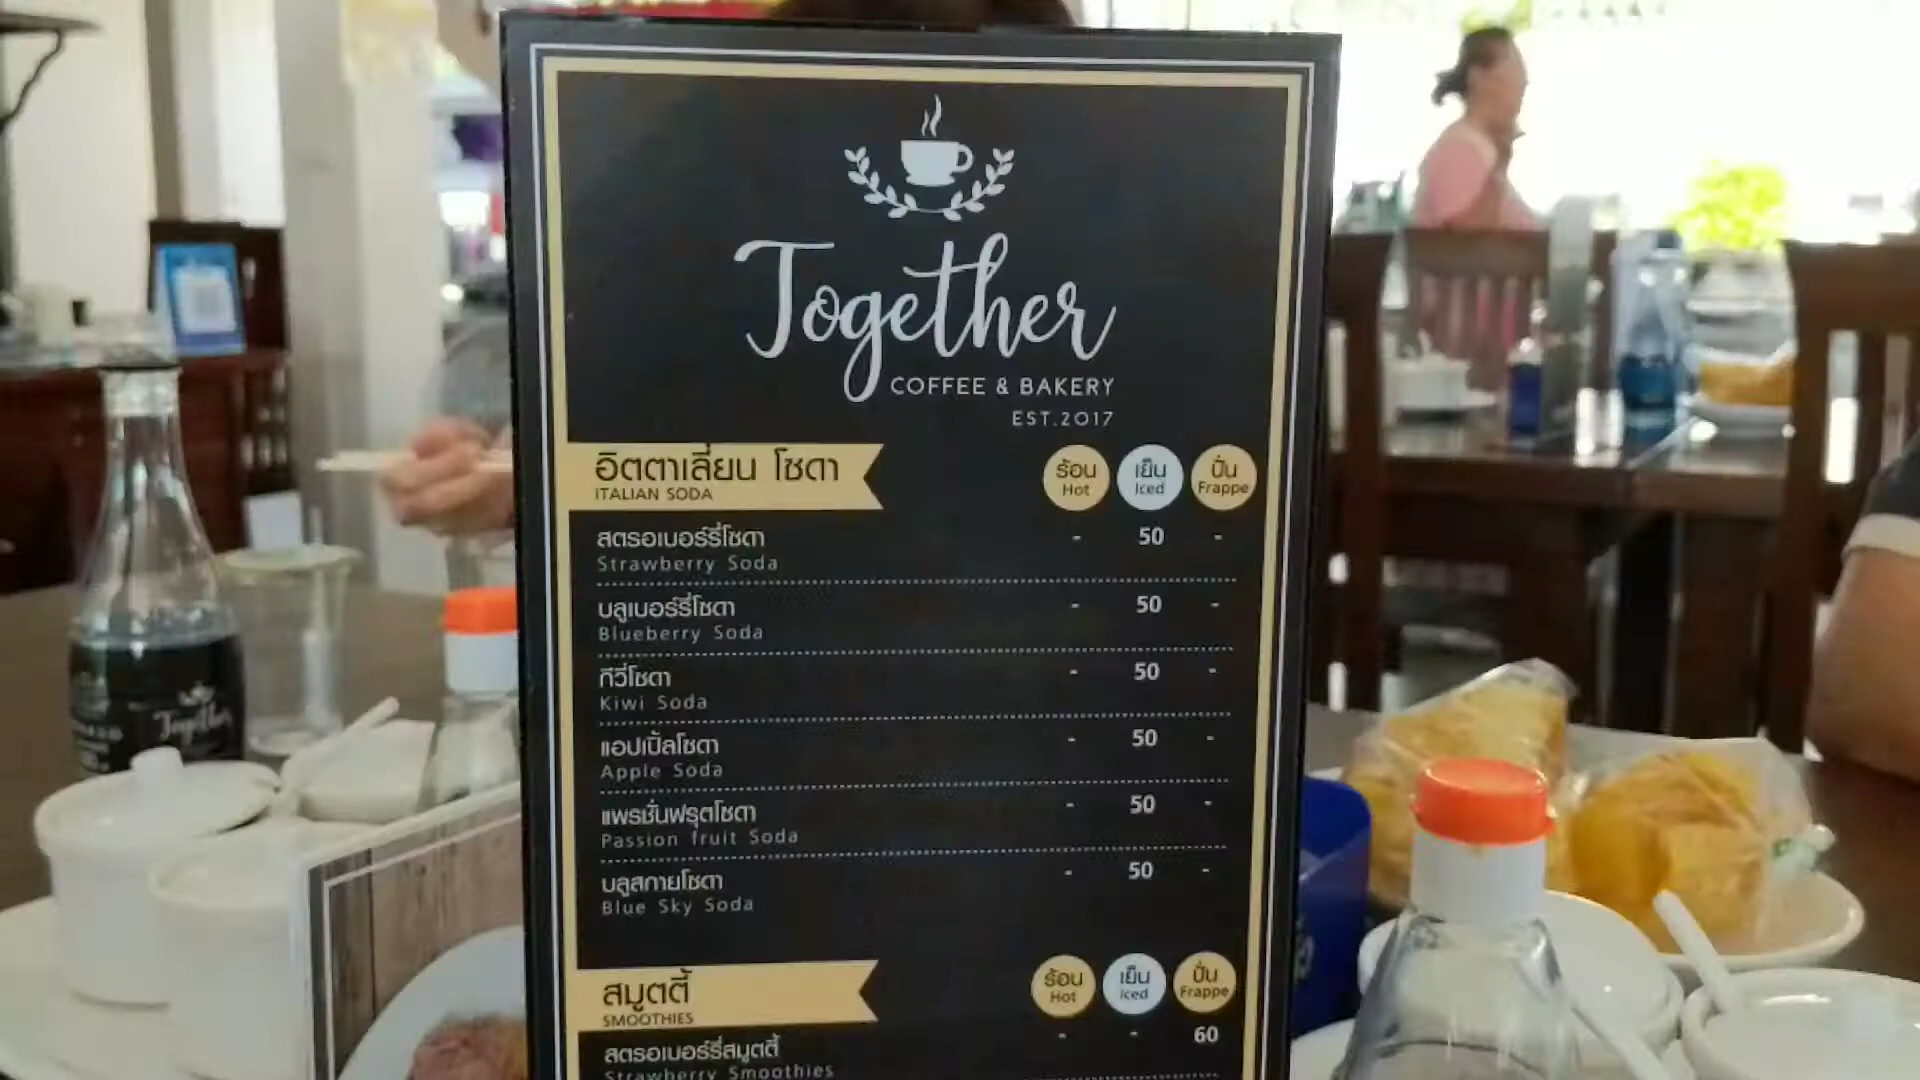 Together
COFFEE & BAKERY
EST.2017
อิตตาเลี่ยน โซดา
ITALIAN SODA
ร้อน เย็น ปั่น
Hot Iced Frappe
สตรอเบอร์รี่โซดา - 50 -
Strawberry Soda
บลูเบอร์รี่โซดา - 50 -
Blueberry Soda
กีวี่โซดา - 50 -
Kiwi Soda
แอปเปิ้ลโซดา - 50 -
Apple Soda
แพรชั่นฟรุตโซดา - 50 -
Passion fruit Soda
บลูสกายโซดา - 50 -
Blue Sky Soda
สมูตตี้
SMOOTHIES
ร้อน เย็น ปั่น
Hot Iced Frappe
สตรอเบอร์รี่สมูตตี้ - - 60
Strawberry Smoothies
Together